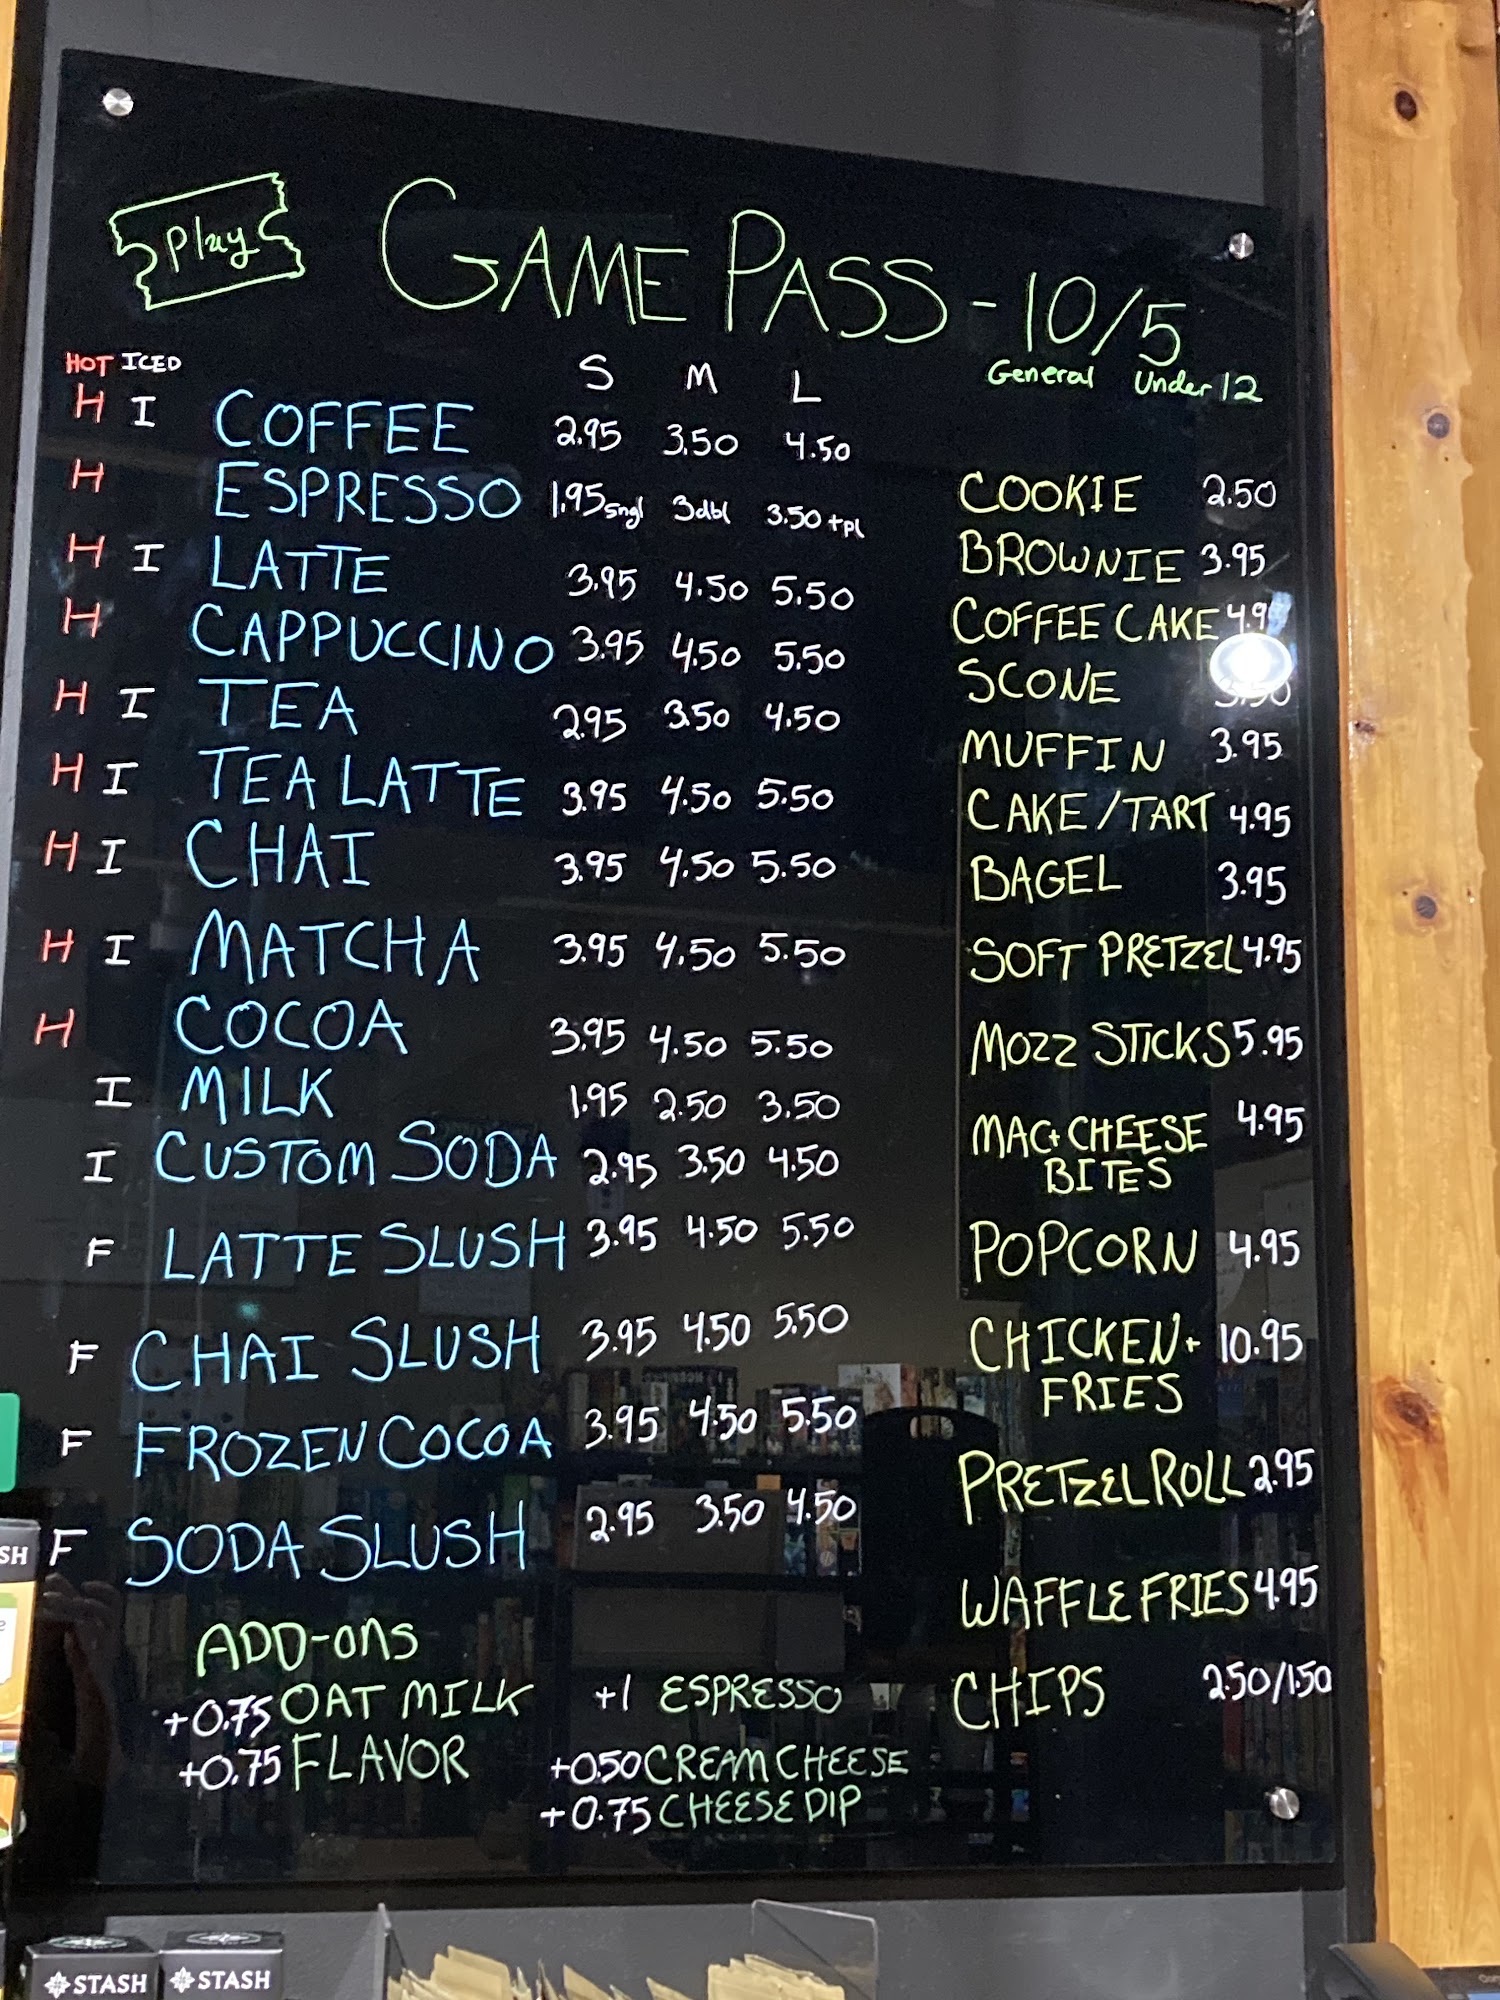 Play
GAME PASS - 10/5
General Under 12
HOT ICED
S M L
H I COFFEE 2.95 3.50 4.50
H ESPRESSO 1.95 sngl 3 dbl 3.50 trpl
H I LATTE 3.95 4.50 5.50
H CAPPUCCINO 3.95 4.50 5.50
H I TEA 2.95 3.50 4.50
H I TEA LATTE 3.95 4.50 5.50
H I CHAI 3.95 4.50 5.50
H I MATCHA 3.95 4.50 5.50
H COCOA 3.95 4.50 5.50
I MILK 1.95 2.50 3.50
I CUSTOM SODA 2.95 3.50 4.50
F LATTE SLUSH 3.95 4.50 5.50
F CHAI SLUSH 3.95 4.50 5.50
F FROZEN COCOA 3.95 4.50 5.50
F SODA SLUSH 2.95 3.50 4.50
ADD-ONS
+0.75 OAT MILK
+0.75 FLAVOR
+1 ESPRESSO
+0.50 CREAM CHEESE
+0.75 CHEESE DIP
COOKIE 2.50
BROWNIE 3.95
COFFEE CAKE
SCONE
MUFFIN 3.95
CAKE/TART 4.95
BAGEL 3.95
SOFT PRETZEL 4.95
MOZZ STICKS 5.95
MAC+CHEESE 4.95
BITES
POPCORN 4.95
CHICKEN+ 10.95
FRIES
PRETZEL ROLL 2.95
WAFFLE FRIES 4.95
CHIPS 2.50/1.50
SH
STASH
STASH